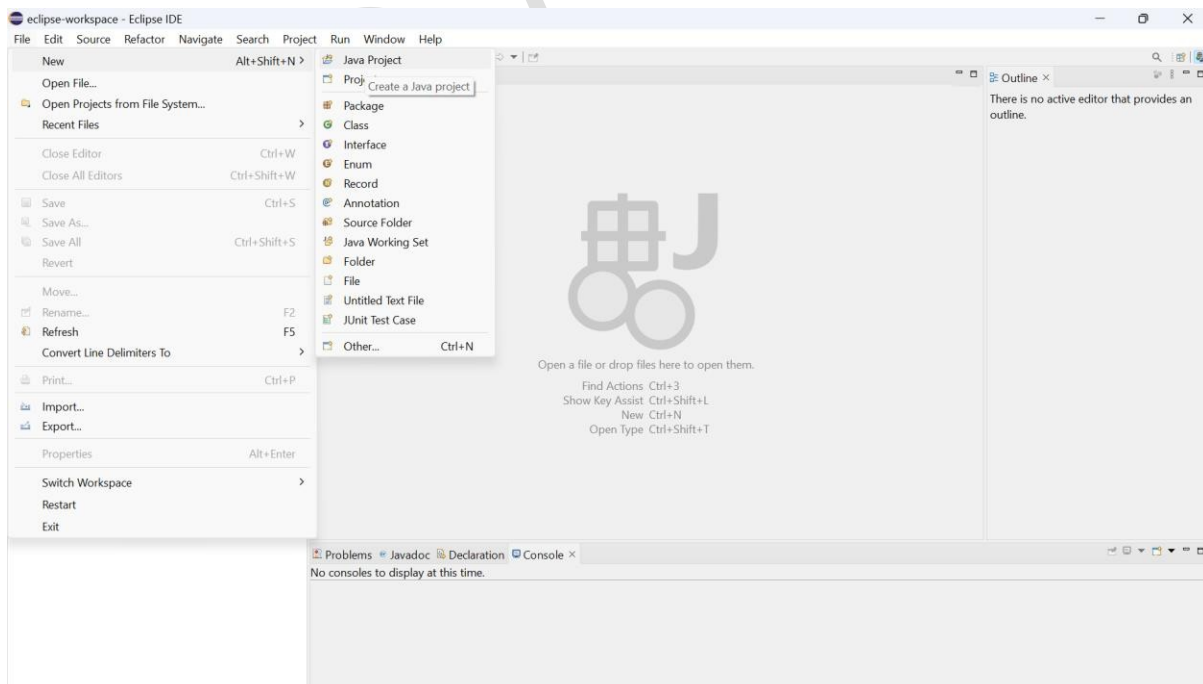 eclipse-workspace - Eclipse IDE
File Edit Source Refactor Navigate Search Project Run Window Help
New Alt+Shift+N >
Open File...
Open Projects from File System...
Recent Files >
Close Editor Ctrl+W
Close All Editors Ctrl+Shift+W
Save Ctrl+S
Save As...
Save All Ctrl+Shift+S
Revert
Move...
Rename... F2
Refresh F5
Convert Line Delimiters To >
Print... Ctrl+P
Import...
Export...
Properties Alt+Enter
Switch Workspace >
Restart
Exit
Java Project
Create a Java project
Package
Class
Interface
Enum
Record
Annotation
Source Folder
Java Working Set
Folder
File
Untitled Text File
JUnit Test Case
Other... Ctrl+N
Open a file or drop files here to open them.
Find Actions Ctrl+3
Show Key Assist Ctrl+Shift+L
New Ctrl+N
Open Type Ctrl+Shift+T
Outline
There is no active editor that provides an
outline.
Problems Javadoc Declaration Console
No consoles to display at this time.